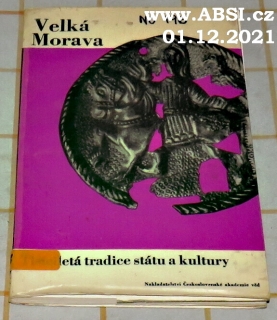 www.ABSI.cz
01.12.2021
Velká
Morava
letá tradice státu a kultury
Nakladatelství Československé akademie věd